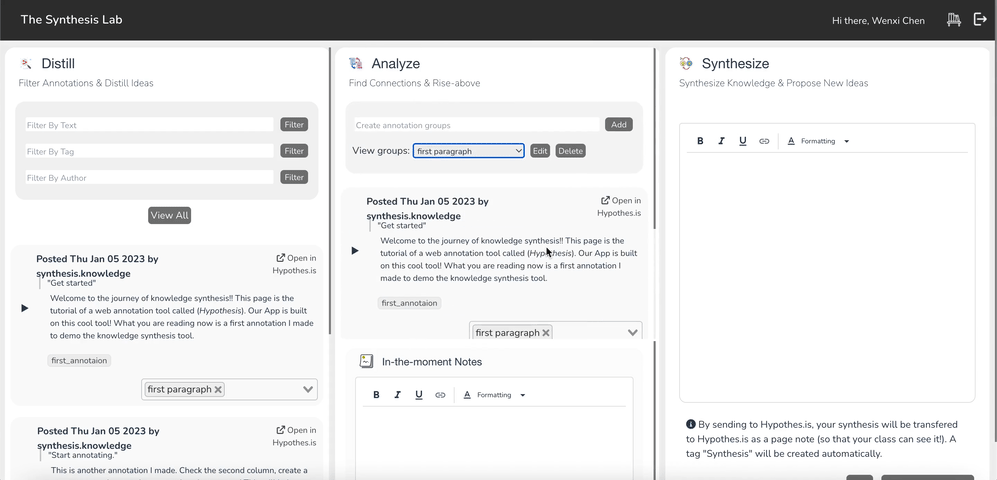 The Synthesis Lab
Hi there, Wenxi Chen
Distill
Filter Annotations & Distill Ideas
Filter By Text
Filter
Filter By Tag
Filter
Filter By Author
Filter
View All
Posted Thu Jan 05 2023 by
synthesis.knowledge
Open in
Hypothes.is
"Get started"
Welcome to the journey of knowledge synthesis!! This page is the
tutorial of a web annotation tool called (Hypothesis). Our App is built
on this cool tool! What you are reading now is a first annotation I made
to demo the knowledge synthesis tool.
first_annotaion
first paragraph
Posted Thu Jan 05 2023 by
synthesis.knowledge
Open in
Hypothes.is
"Start annotating."
This is another annotation I made. Check the second column, create a
Analyze
Find Connections & Rise-above
Create annotation groups
Add
View groups:
first paragraph
Edit
Delete
Posted Thu Jan 05 2023 by
synthesis.knowledge
Open in
Hypothes.is
"Get started"
Welcome to the journey of knowledge synthesis!! This page is the
tutorial of a web annotation tool called (Hypothesis). Our App is built
on this cool tool! What you are reading now is a first annotation I
made to demo the knowledge synthesis tool.
first_annotaion
first paragraph
In-the-moment Notes
B I U A Formatting
Synthesize
Synthesize Knowledge & Propose New Ideas
B I U A Formatting
By sending to Hypothes.is, your synthesis will be transfered
to Hypothes.is as a page note (so that your class can see it!). A
tag "Synthesis" will be created automatically.